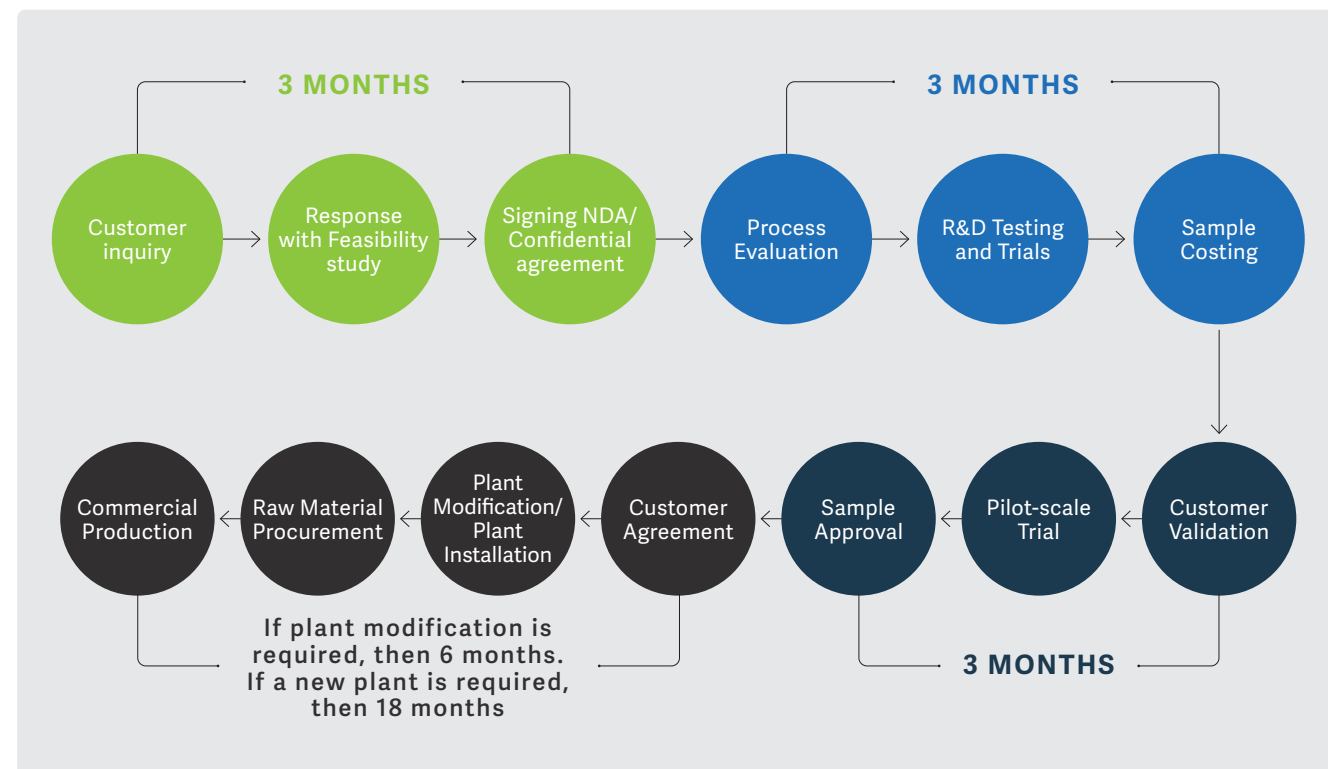 3 MONTHS
3 MONTHS
Customer
inquiry
Response
with Feasibility
study
Signing NDA/
Confidential
agreement
Process
Evaluation
R&D Testing
and Trials
Sample
Costing
Customer
Validation
Pilot-scale
Trial
Sample
Approval
Customer
Agreement
Plant
Modification/
Plant
Installation
Raw Material
Procurement
Commercial
Production
3 MONTHS
If plant modification is
required, then 6 months.
If a new plant is required,
then 18 months